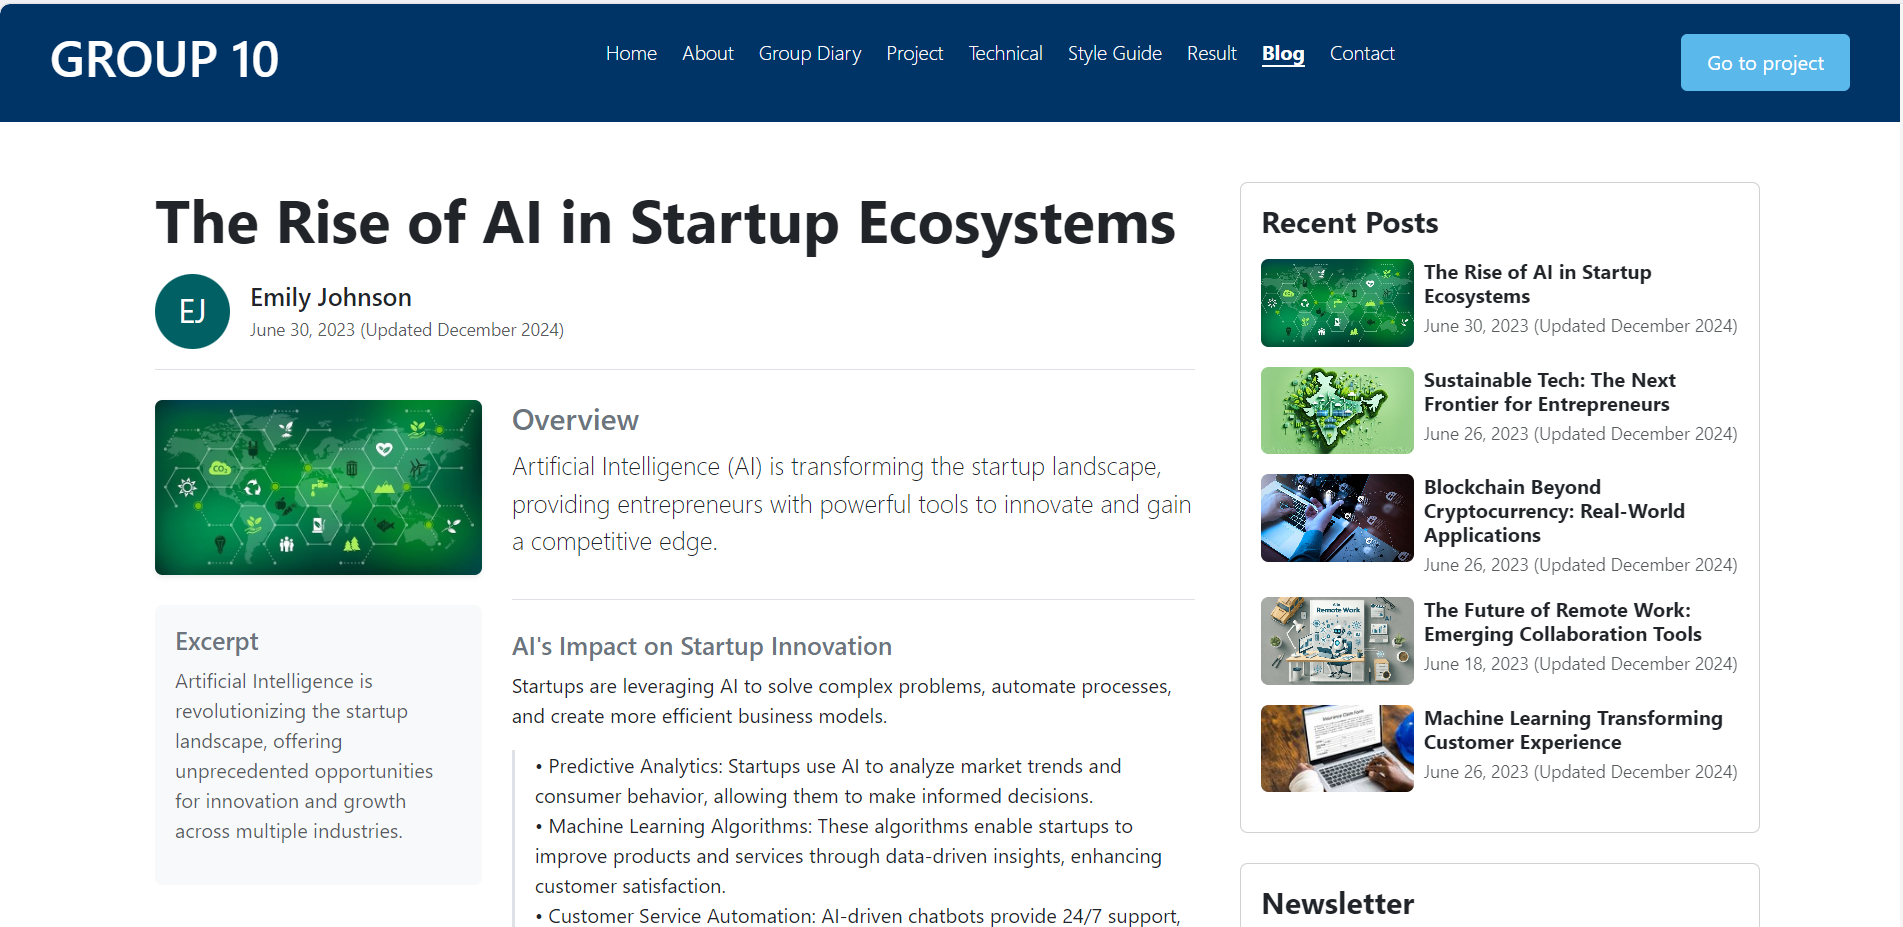 GROUP 10
Home About Group Diary Project Technical Style Guide Result Blog Contact
Go to project
The Rise of AI in Startup Ecosystems
EJ
Emily Johnson
June 30, 2023 (Updated December 2024)
CO₂
Excerpt
Artificial Intelligence is
revolutionizing the startup
landscape, offering
unprecedented opportunities
for innovation and growth
across multiple industries.
Overview
Artificial Intelligence (AI) is transforming the startup landscape,
providing entrepreneurs with powerful tools to innovate and gain
a competitive edge.
AI's Impact on Startup Innovation
Startups are leveraging AI to solve complex problems, automate processes,
and create more efficient business models.
• Predictive Analytics: Startups use AI to analyze market trends and
consumer behavior, allowing them to make informed decisions.
• Machine Learning Algorithms: These algorithms enable startups to
improve products and services through data-driven insights, enhancing
customer satisfaction.
• Customer Service Automation: AI-driven chatbots provide 24/7 support,
Recent Posts
The Rise of AI in Startup
Ecosystems
June 30, 2023 (Updated December 2024)
Sustainable Tech: The Next
Frontier for Entrepreneurs
June 26, 2023 (Updated December 2024)
Blockchain Beyond
Cryptocurrency: Real-World
Applications
June 26, 2023 (Updated December 2024)
Remote Work
The Future of Remote Work:
Emerging Collaboration Tools
June 18, 2023 (Updated December 2024)
Insurance Claim Form
Machine Learning Transforming
Customer Experience
June 26, 2023 (Updated December 2024)
Newsletter